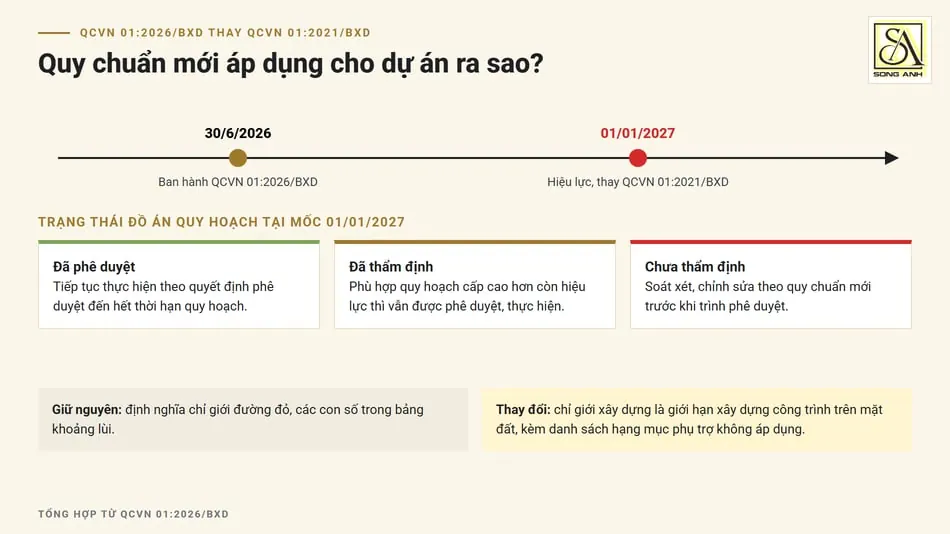 QCVN 01:2026/BXD THAY QCVN 01:2021/BXD
Quy chuẩn mới áp dụng cho dự án ra sao?
SA
SONG ANH
30/6/2026
01/01/2027
Ban hành QCVN 01:2026/BXD
Hiệu lực, thay QCVN 01:2021/BXD
TRẠNG THÁI ĐỒ ÁN QUY HOẠCH TẠI MỐC 01/01/2027
Đã phê duyệt
Tiếp tục thực hiện theo quyết định phê
duyệt đến hết thời hạn quy hoạch.
Đã thẩm định
Phù hợp quy hoạch cấp cao hơn còn hiệu
lực thì vẫn được phê duyệt, thực hiện.
Chưa thẩm định
Soát xét, chỉnh sửa theo quy chuẩn mới
trước khi trình phê duyệt.
Giữ nguyên: định nghĩa chỉ giới đường đỏ, các con số trong bảng
khoảng lùi.
Thay đổi: chỉ giới xây dựng là giới hạn xây dựng công trình trên mặt
đất, kèm danh sách hạng mục phụ trợ không áp dụng.
TỔNG HỢP TỪ QCVN 01:2026/BXD